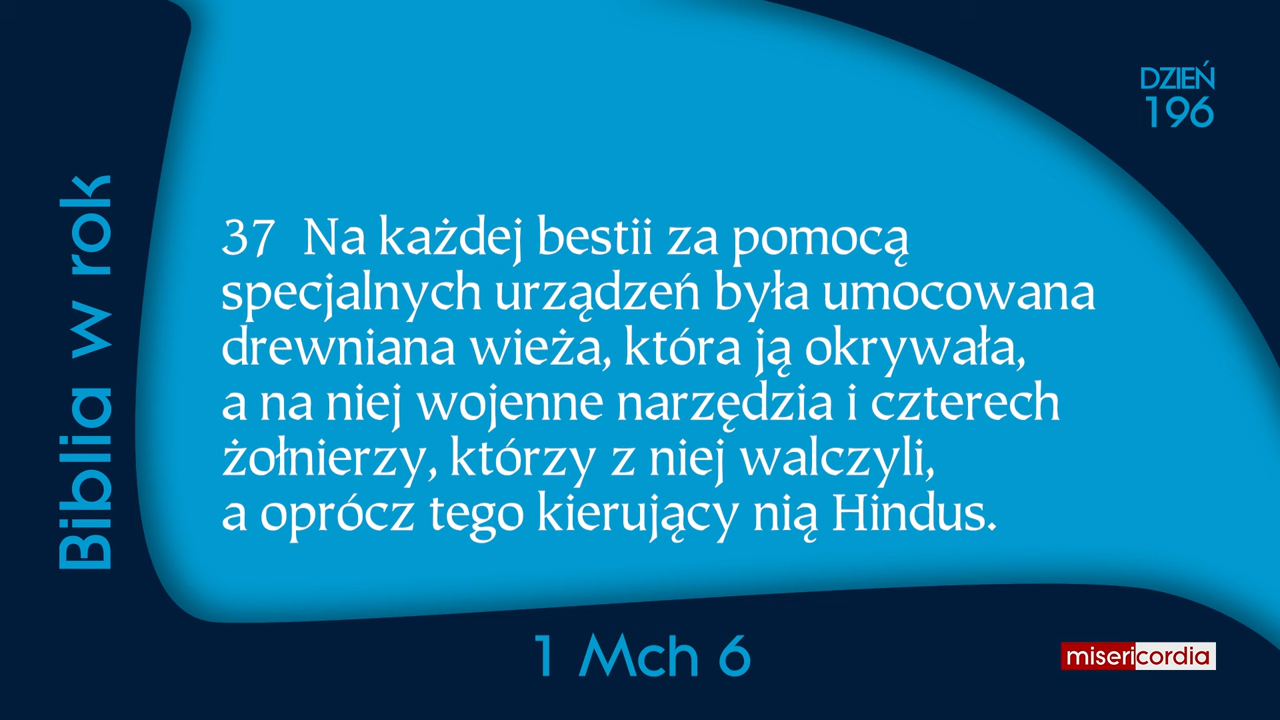 DZIEŃ
196
Biblia w rok
37 Na każdej bestii za pomocą
specjalnych urządzeń była umocowana
drewniana wieża, która ją okrywała,
a na niej wojenne narzędzia i czterech
żołnierzy, którzy z niej walczyli,
a oprócz tego kierujący nią Hindus.
1 Mch 6
misericordia